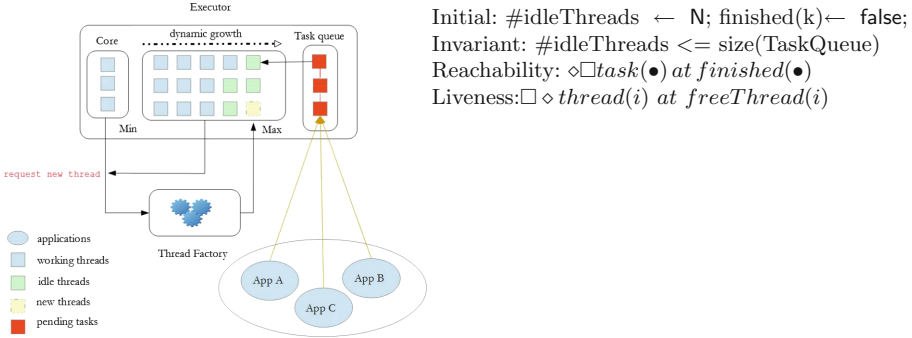 Executor
Core
dynamic growth
Task queue
Min
Max
request new thread
Thread Factory
applications
working threads
idle threads
new threads
pending tasks
App A
App B
App C
Initial: #idleThreads ← N; finished(k)← false;
Invariant: #idleThreads <= size(TaskQueue)
Reachability: ⋄□task(•) at finished(•)
Liveness:□ ⋄ thread(i) at freeThread(i)